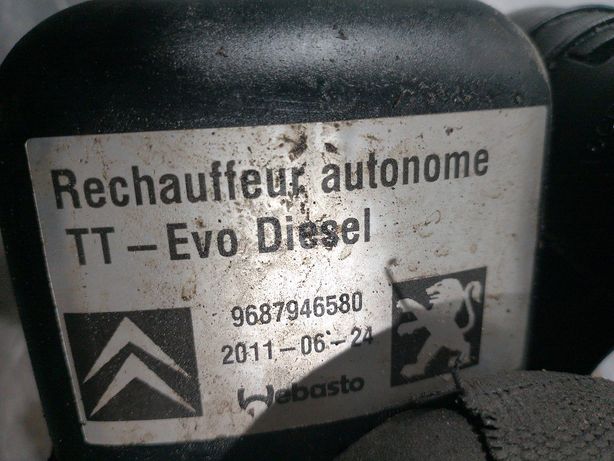 Rechauffeur autonome
TT-Evo Diesel
9687946580
2011-06-24
Webasto